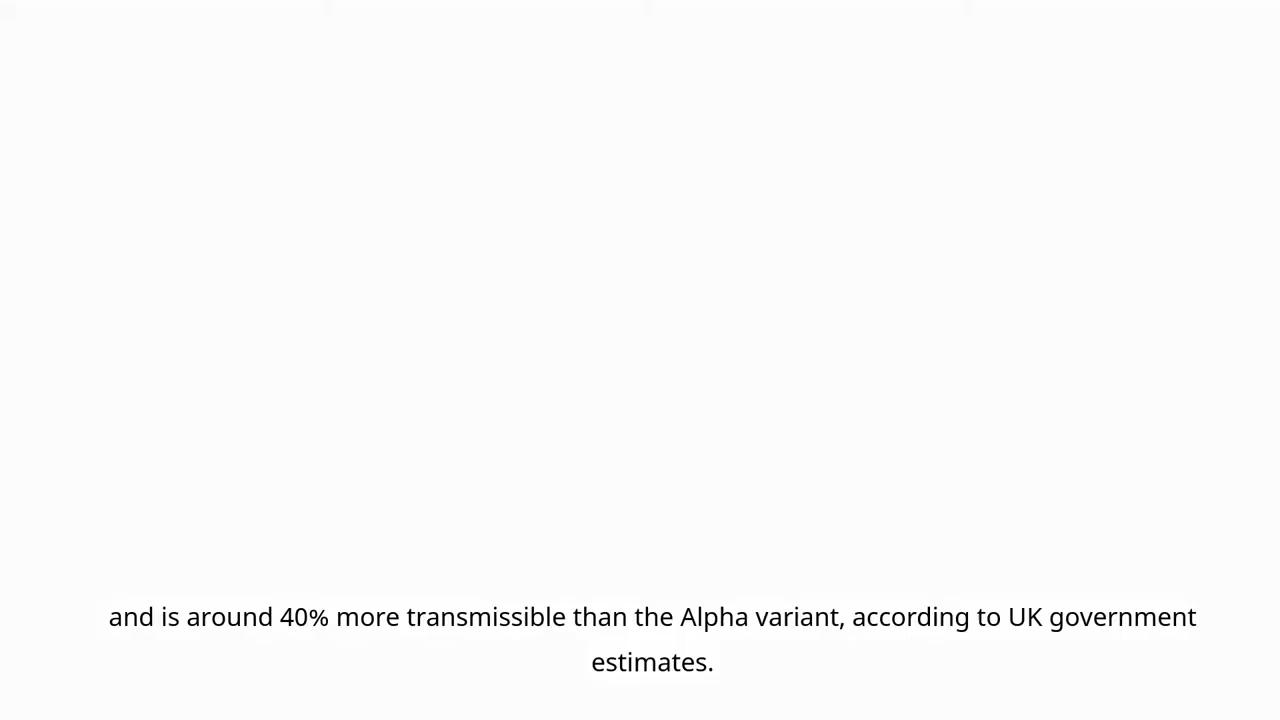 and is around 40% more transmissible than the Alpha variant, according to UK government
estimates.